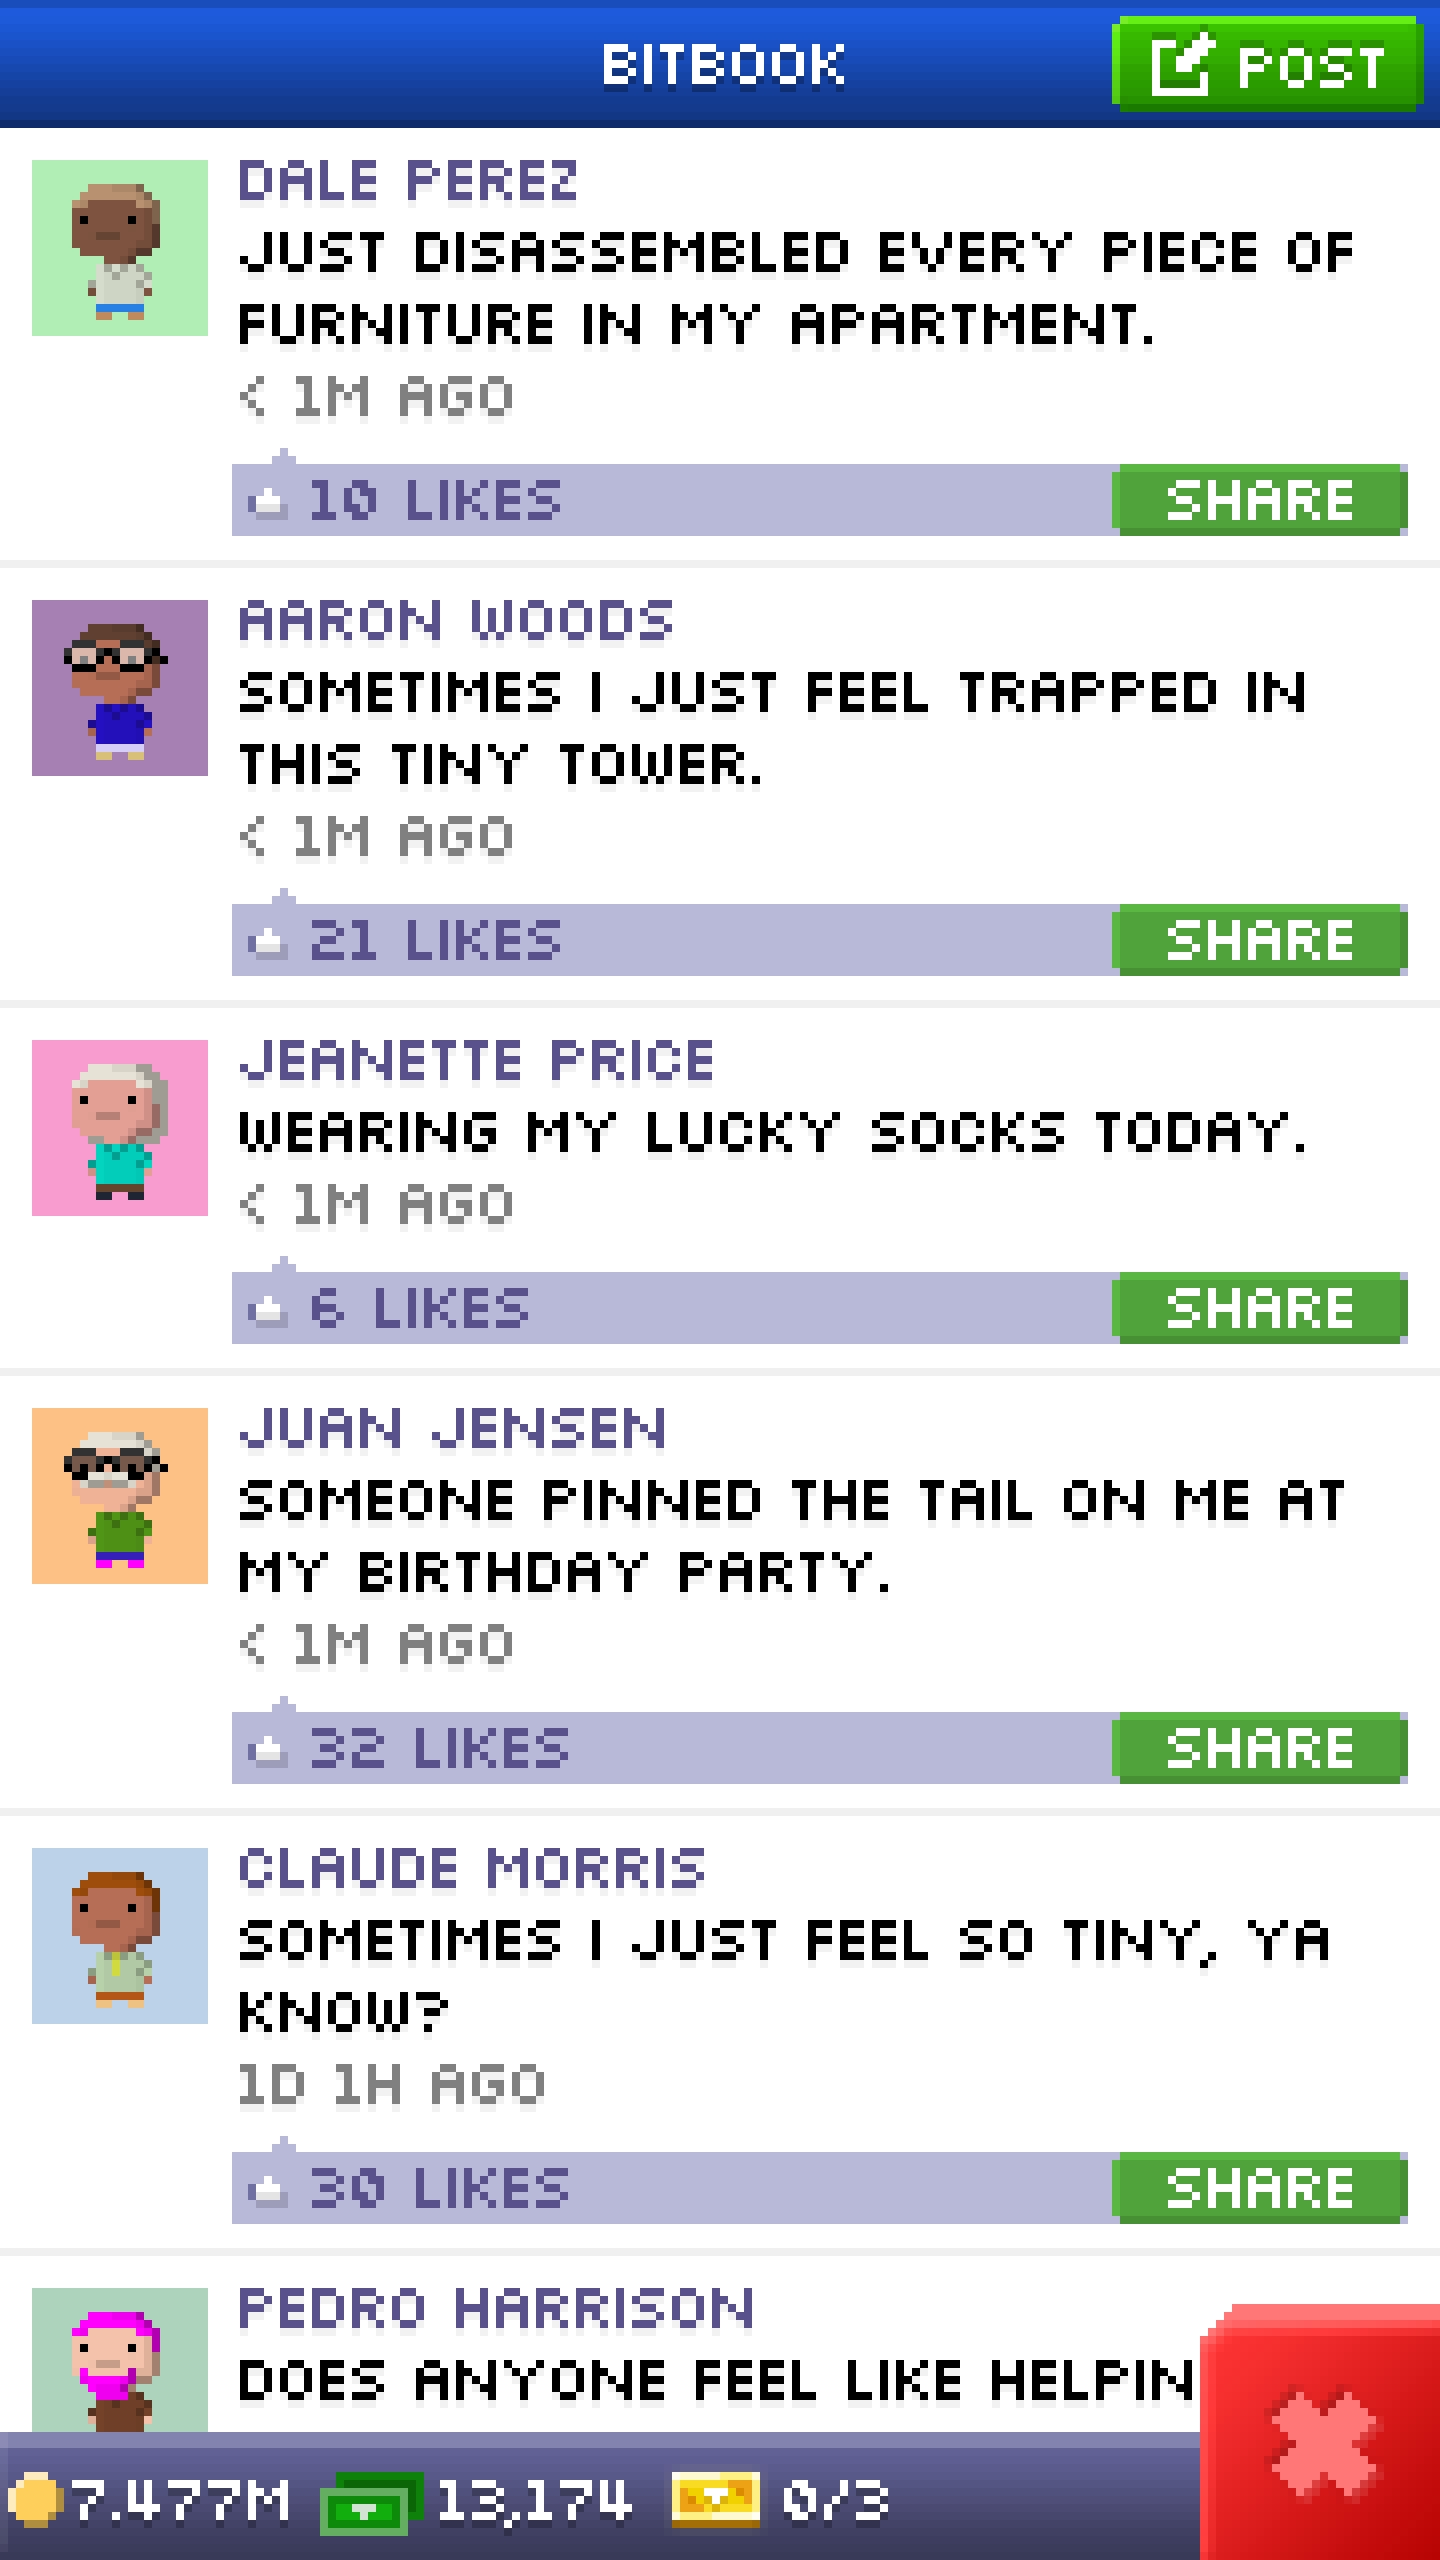 BITBOOK
POST
DALE PEREZ
JUST DISASSEMBLED EVERY PIECE OF
FURNITURE IN MY APARTMENT.
< 1M AGO
10 LIKES
SHARE
AARON WOODS
SOMETIMES I JUST FEEL TRAPPED IN
THIS TINY TOWER.
< 1M AGO
21 LIKES
SHARE
JEANETTE PRICE
WEARING MY LUCKY SOCKS TODAY.
< 1M AGO
6 LIKES
SHARE
JUAN JENSEN
SOMEONE PINNED THE TAIL ON ME AT
MY BIRTHDAY PARTY.
< 1M AGO
32 LIKES
SHARE
CLAUDE MORRIS
SOMETIMES I JUST FEEL SO TINY, YA
KNOW?
1D 1H AGO
30 LIKES
SHARE
PEDRO HARRISON
DOES ANYONE FEEL LIKE HELPIN
7.477M
13,174
0/3